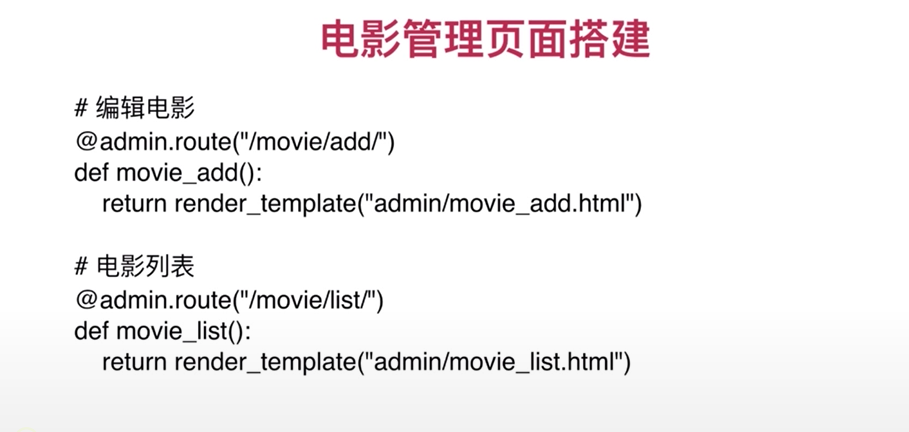 电影管理页面搭建
# 编辑电影
@admin.route("/movie/add/")
def movie_add():
    return render_template("admin/movie_add.html")
# 电影列表
@admin.route("/movie/list/")
def movie_list():
    return render_template("admin/movie_list.html")